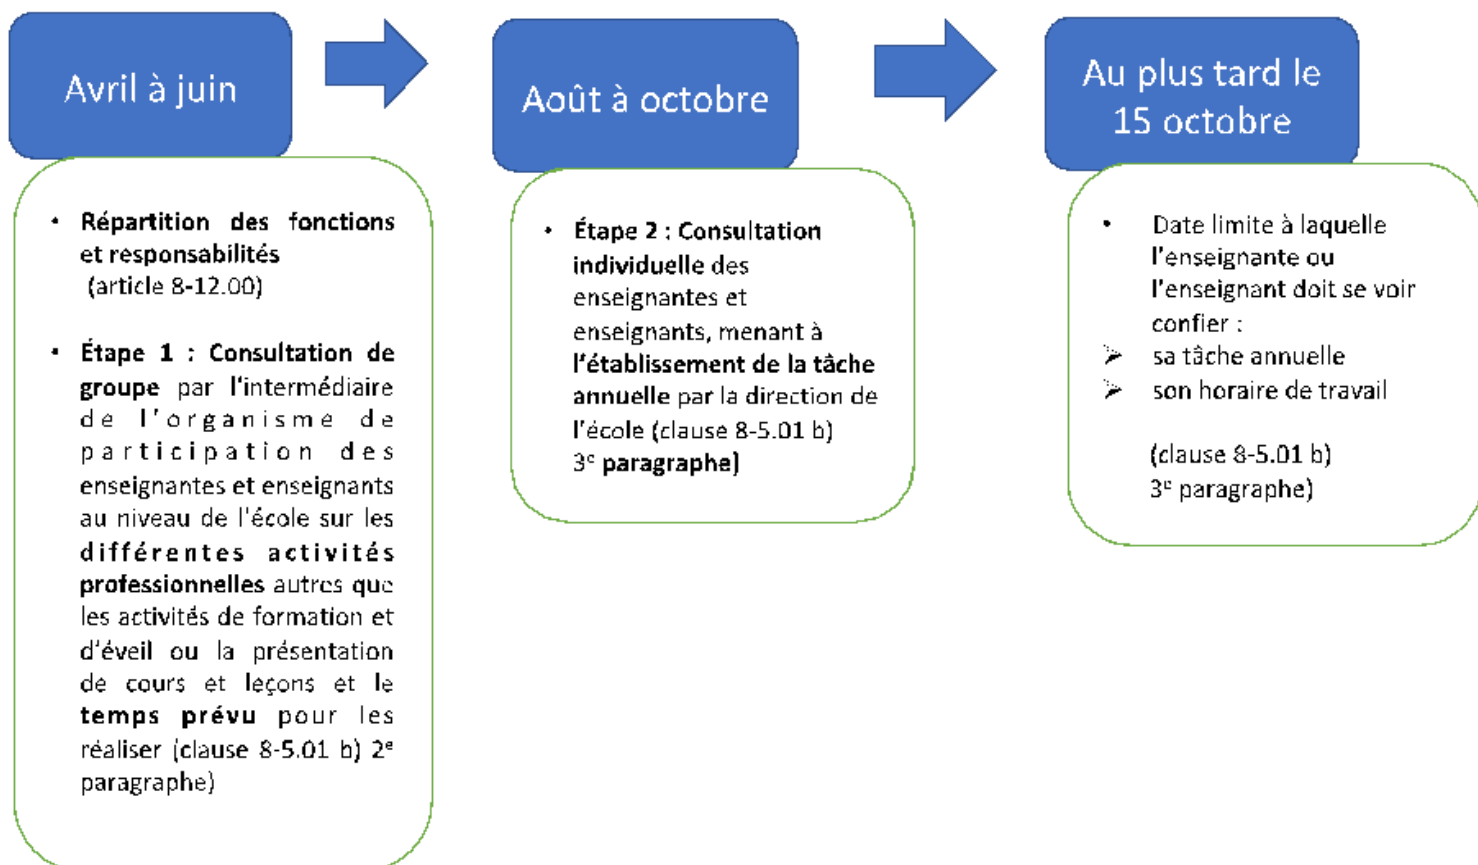 Avril à juin
• Répartition des fonctions
et responsabilités
(article 8-12.00)
• Étape 1 : Consultation de
groupe par l'intermédiaire
de l'organisme de
participation des
enseignantes et enseignants
au niveau de l'école sur les
différentes activités
professionnelles autres que
les activités de formation et
d'éveil ou la présentation
de cours et leçons et le
temps prévu pour les
réaliser (clause 8-5.01 b) 2e
paragraphe)
Août à octobre
• Étape 2 : Consultation
individuelle des
enseignantes et
enseignants, menant à
l'établissement de la tâche
annuelle par la direction de
l'école (clause 8-5.01 b)
3e paragraphe)
Au plus tard le
15 octobre
• Date limite à laquelle
l'enseignante ou
l'enseignant doit se voir
confier :
➢ sa tâche annuelle
➢ son horaire de travail
(clause 8-5.01 b)
3e paragraphe)